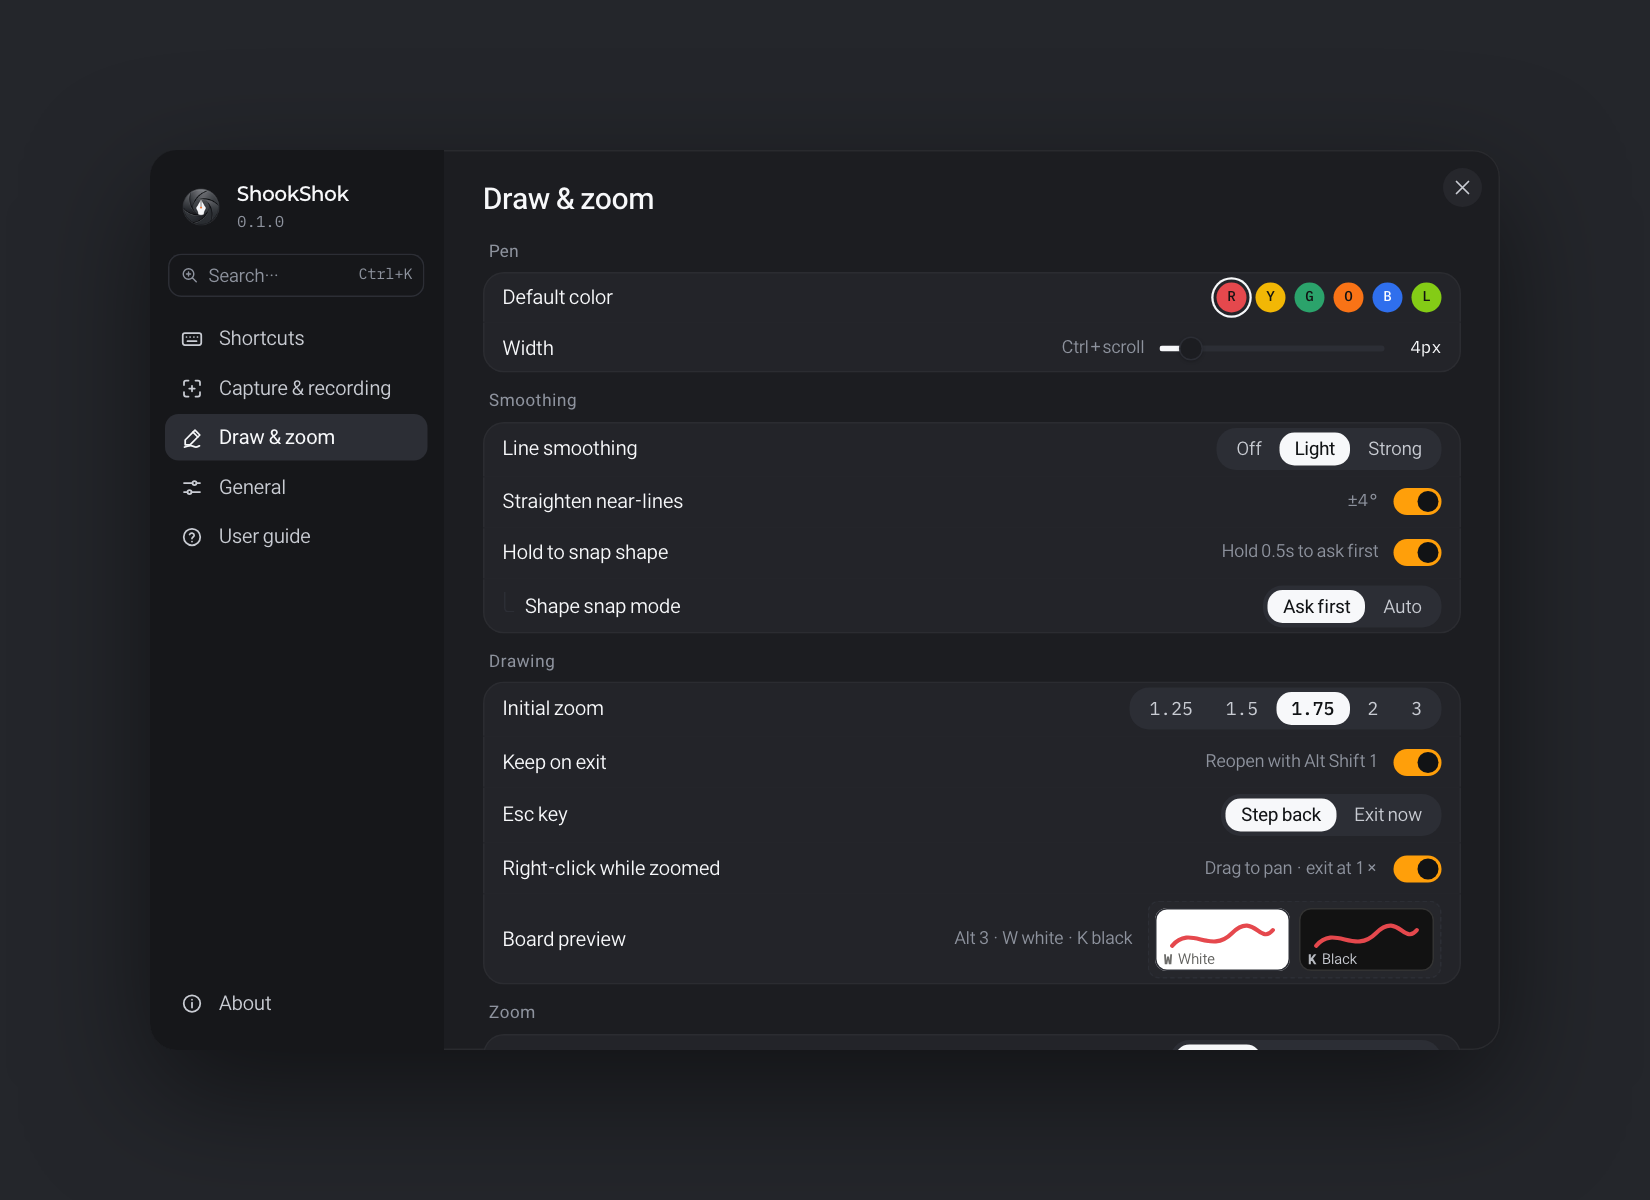 ShookShok
0.1.0
Search···
Ctrl+K
Shortcuts
Capture & recording
Draw & zoom
General
User guide
About
Draw & zoom
Pen
Default color
R Y G O B L
Width Ctrl+scroll 4px
Smoothing
Line smoothing Off Light Strong
Straighten near-lines ±4°
Hold to snap shape Hold 0.5s to ask first
Shape snap mode Ask first Auto
Drawing
Initial zoom 1.25 1.5 1.75 2 3
Keep on exit Reopen with Alt Shift 1
Esc key Step back Exit now
Right-click while zoomed Drag to pan · exit at 1×
Board preview Alt 3 · W white · K black
W White K Black
Zoom